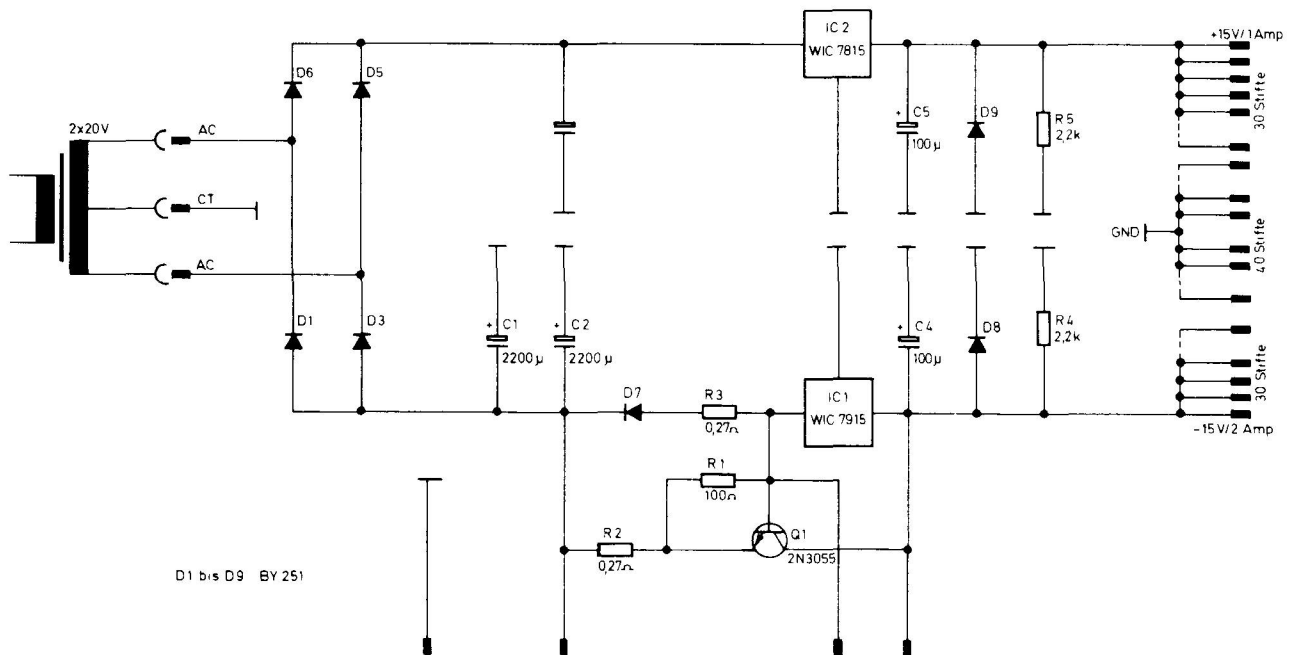 IC 2
WIC 7815
+15V/1 Amp
D6
D5
2x20V
AC
C5
100µ
D9
R5
2,2k
30 Stifte
CT
GND
40 Stifte
AC
D1
D3
C1
2200µ
C2
2200µ
C4
100µ
D8
R4
2,2k
30 Stifte
D7
R3
0,27Ω
IC1
WIC 7915
-15V/2 Amp
R1
100Ω
R2
0,27Ω
Q1
2N3055
D1 bis D9 BY 251